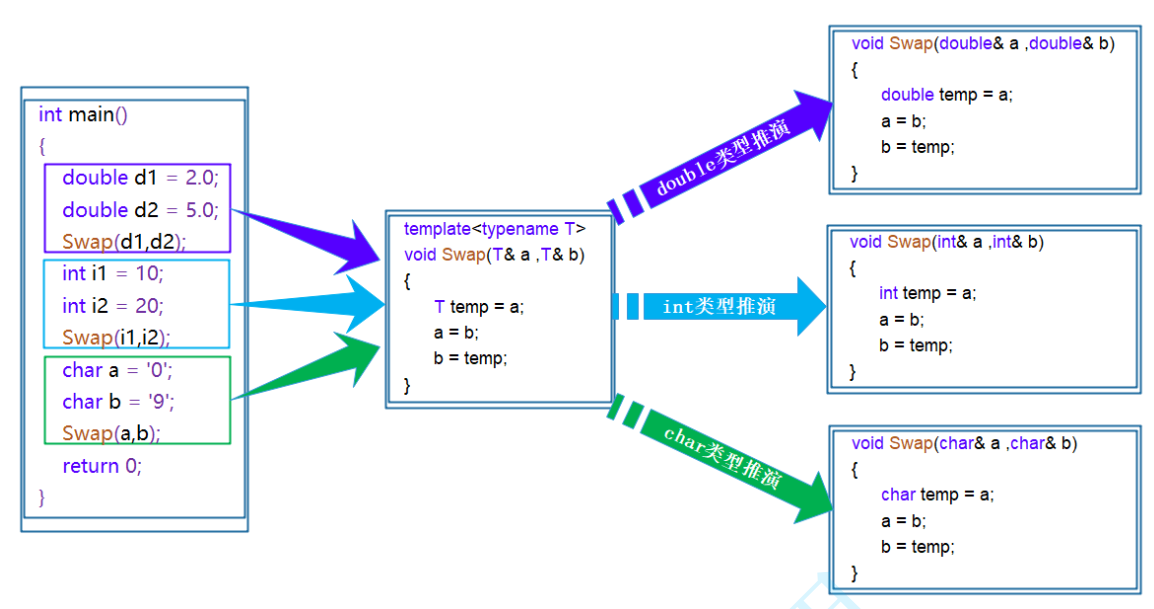 int main()
{
double d1 = 2.0;
double d2 = 5.0;
Swap(d1,d2);
int i1 = 10;
int i2 = 20;
Swap(i1,i2);
char a = '0';
char b = '9';
Swap(a,b);
return 0;
}
template<typename T>
void Swap(T& a ,T& b)
{
T temp = a;
a = b;
b = temp;
}
double类型推演
int类型推演
char类型推演
void Swap(double& a ,double& b)
{
double temp = a;
a = b;
b = temp;
}
void Swap(int& a ,int& b)
{
int temp = a;
a = b;
b = temp;
}
void Swap(char& a ,char& b)
{
char temp = a;
a = b;
b = temp;
}